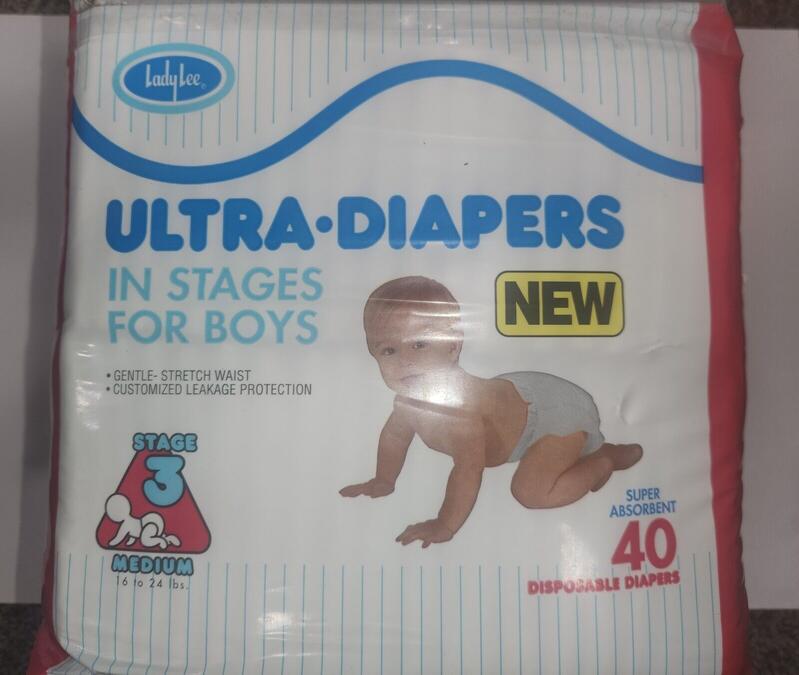 Lady Lee®
ULTRA•DIAPERS
IN STAGES
FOR BOYS
NEW
• GENTLE- STRETCH WAIST
• CUSTOMIZED LEAKAGE PROTECTION
STAGE
3
MEDIUM
16 to 24 lbs.
SUPER
ABSORBENT
40
DISPOSABLE DIAPERS